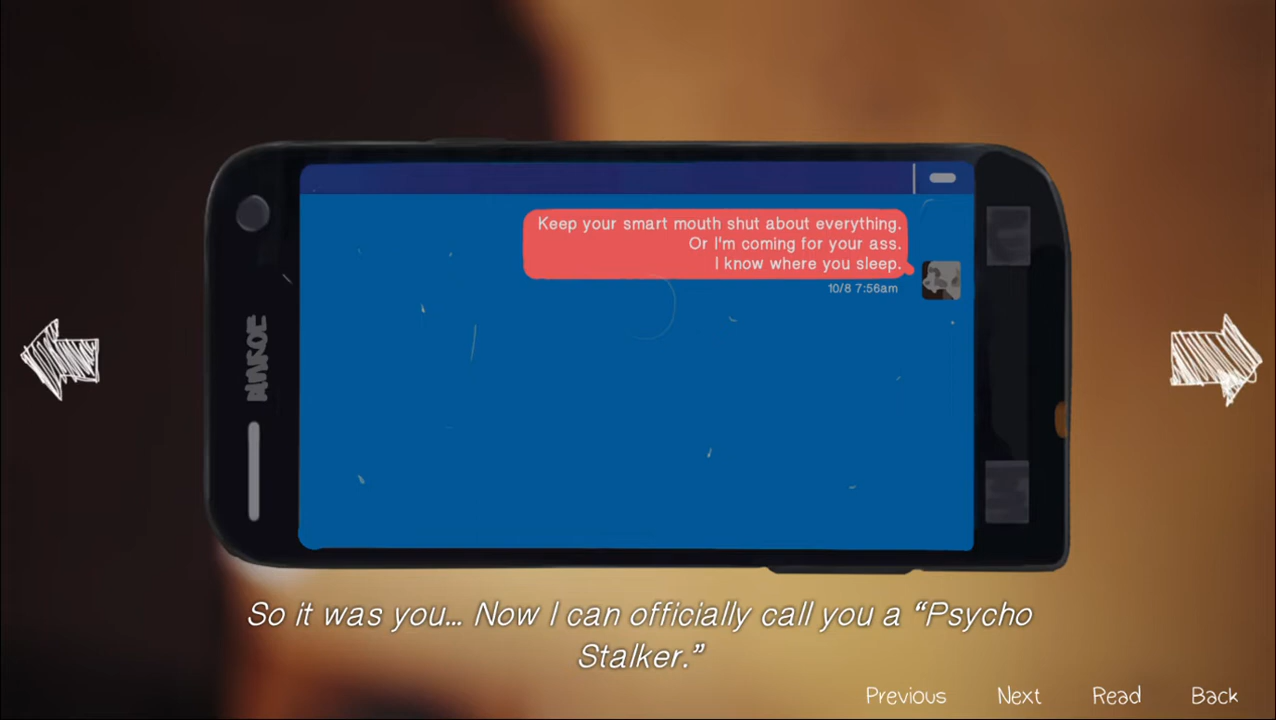 Keep your smart mouth shut about everything.
Or I'm coming for your ass.
I know where you sleep.
10/8 7:56am
So it was you... Now I can officially call you a “Psycho
Stalker.”
Previous Next Read Back